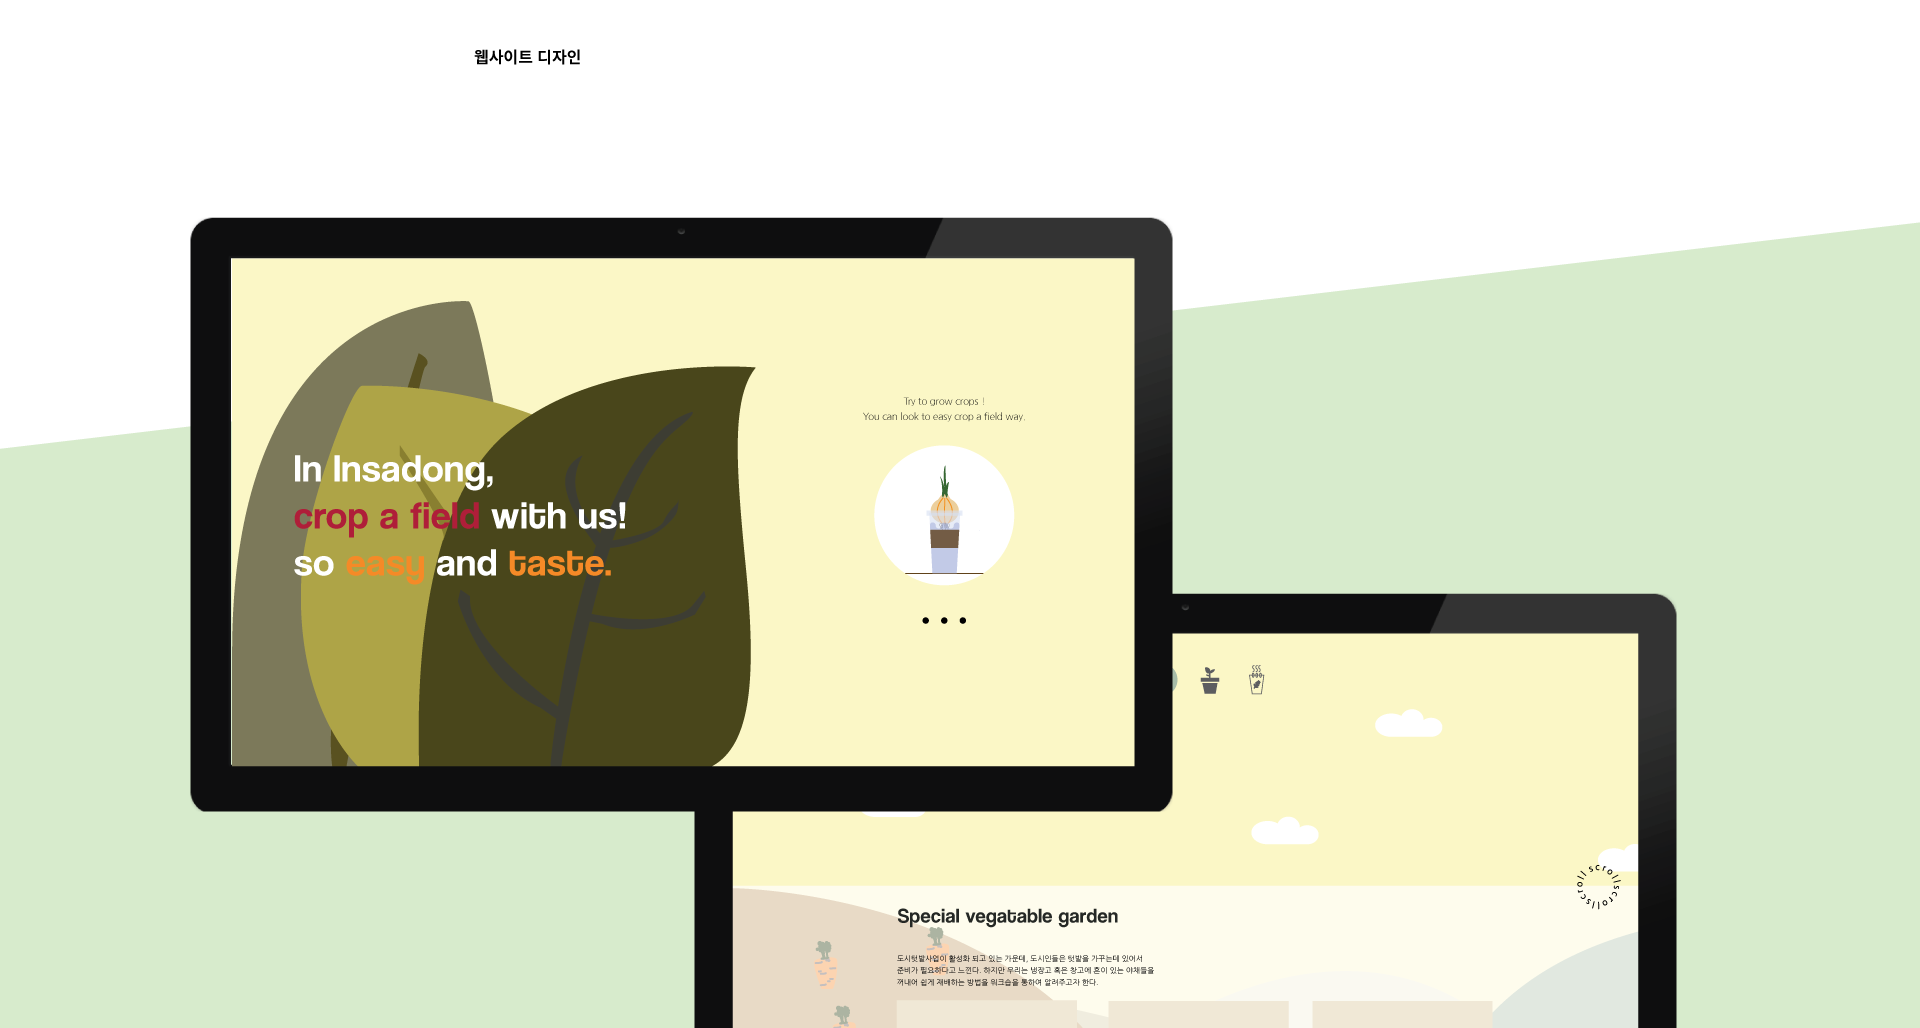 웹사이트 디자인
In Insadong,
crop a field with us!
so easy and taste.
Try to grow crops !
You can look to easy crop a field way.
scroll scroll scroll
Special vegatable garden
도시텃밭사업이 활성화 되고 있는 가운데, 도시인들은 텃밭을 가꾸는데 있어서
준비가 필요하다고 느낀다. 하지만 우리는 냉장고 혹은 창고에 흔이 있는 야채들을
꺼내어 쉽게 재배하는 방법을 워크숍을 통하여 알려주고자 한다.